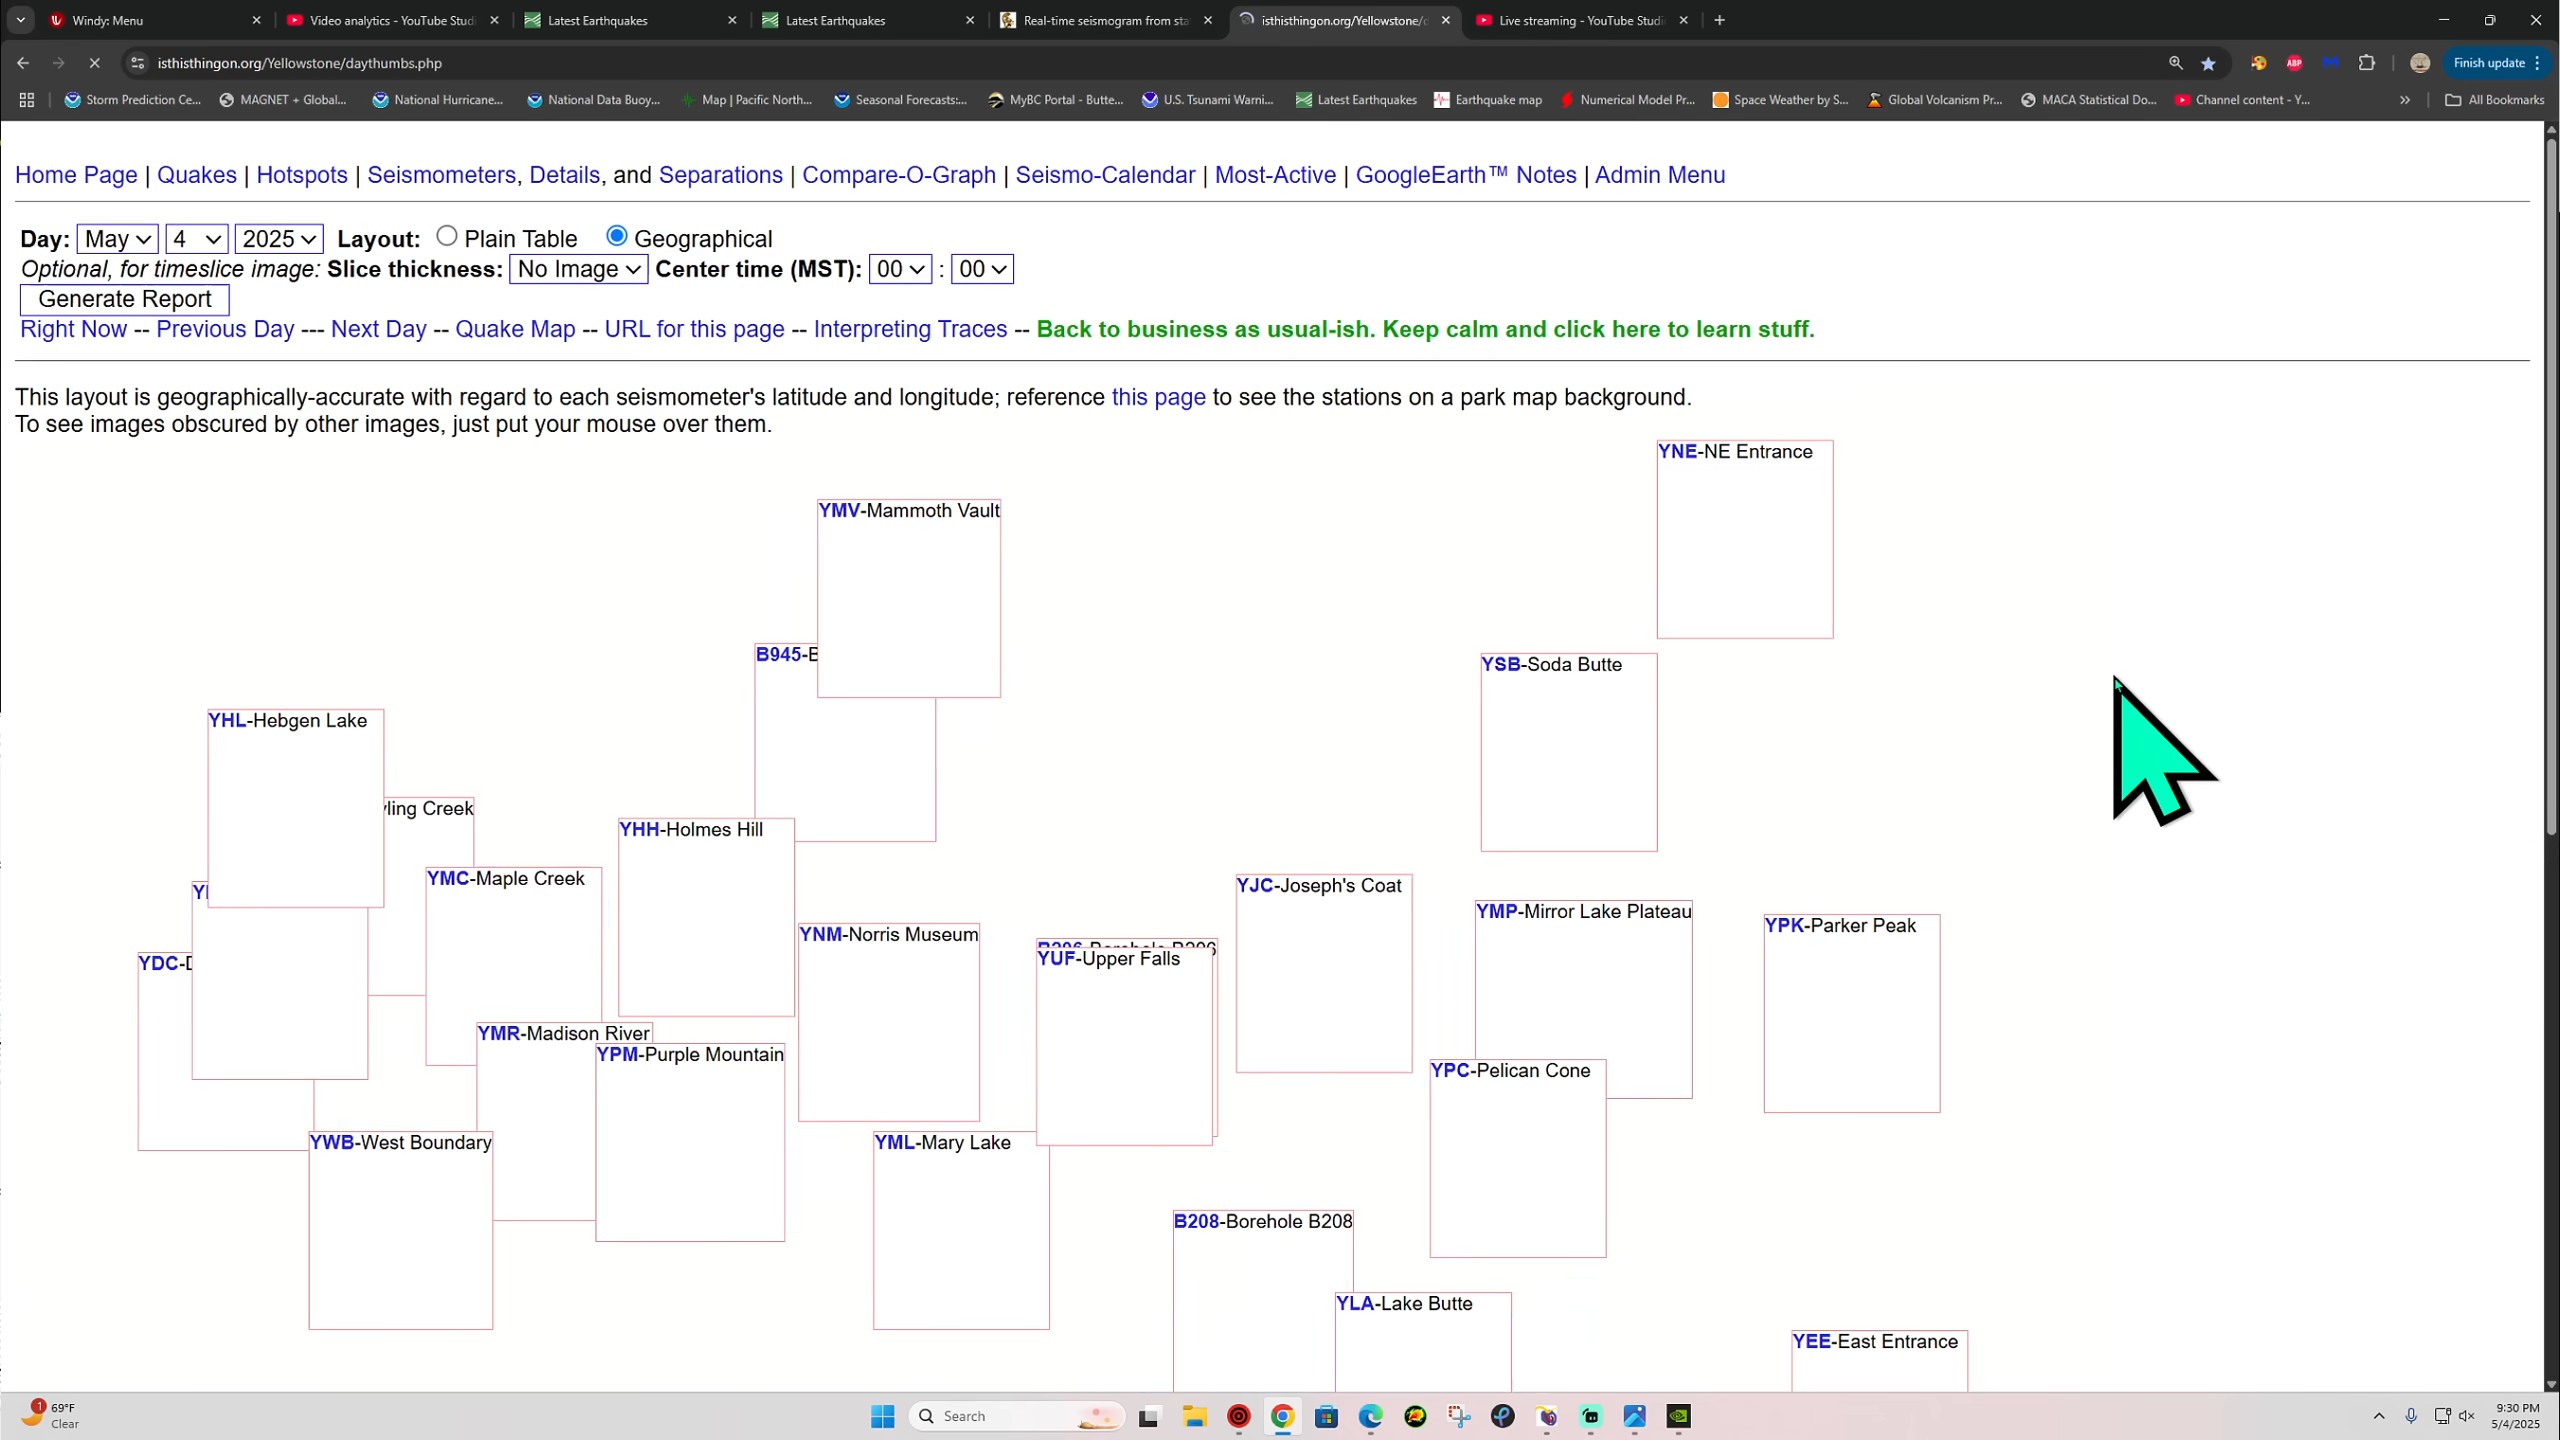 Windy: Menu
Video analytics - YouTube Studi
Latest Earthquakes
Latest Earthquakes
Real-time seismogram from sta
isthisthingon.org/Yellowstone/d
Live streaming - YouTube Studi
isthisthingon.org/Yellowstone/daythumbs.php
ABP
Finish update
Storm Prediction Ce...
MAGNET + Global...
National Hurricane...
National Data Buoy...
Map | Pacific North...
Seasonal Forecasts:...
MyBC Portal - Butte...
U.S. Tsunami Warni...
Latest Earthquakes
Earthquake map
Numerical Model Pr...
Space Weather by S...
Global Volcanism Pr...
MACA Statistical Do...
Channel content - Y...
All Bookmarks
Home Page | Quakes | Hotspots | Seismometers, Details, and Separations | Compare-O-Graph | Seismo-Calendar | Most-Active | GoogleEarth™ Notes | Admin Menu
Day: May 4 2025 Layout: Plain Table Geographical
Optional, for timeslice image: Slice thickness: No Image Center time (MST): 00 : 00
Generate Report
Right Now -- Previous Day --- Next Day -- Quake Map -- URL for this page -- Interpreting Traces -- Back to business as usual-ish. Keep calm and click here to learn stuff.
This layout is geographically-accurate with regard to each seismometer's latitude and longitude; reference this page to see the stations on a park map background.
To see images obscured by other images, just put your mouse over them.
YNE-NE Entrance
YMV-Mammoth Vault
B945-B
YSB-Soda Butte
YHL-Hebgen Lake
ling Creek
YHH-Holmes Hill
YMC-Maple Creek
YJC-Joseph's Coat
YMP-Mirror Lake Plateau
YPK-Parker Peak
YNM-Norris Museum
B206-Borehole B206
YUF-Upper Falls
YDC-
YMR-Madison River
YPM-Purple Mountain
YPC-Pelican Cone
YWB-West Boundary
YML-Mary Lake
B208-Borehole B208
YLA-Lake Butte
YEE-East Entrance
1
69°F
Clear
Search
9:30 PM
5/4/2025